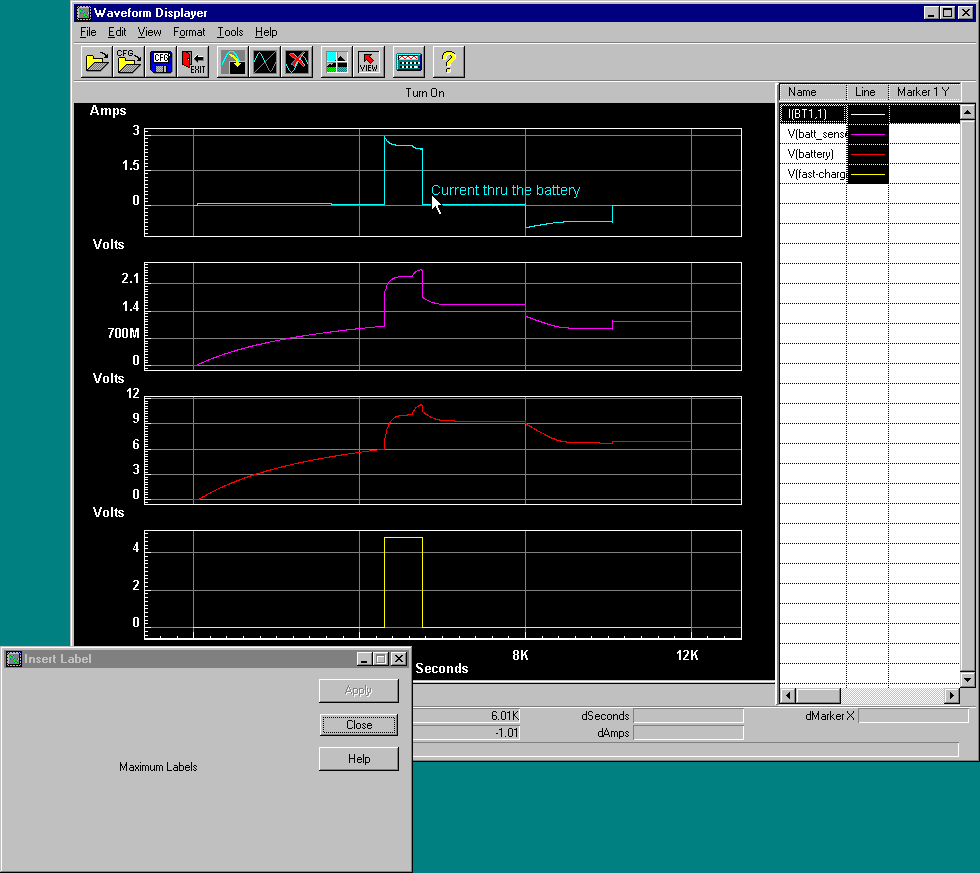 Waveform Displayer
File Edit View Format Tools Help
CFG CFG EXIT VIEW ?
Turn On
Name Line Marker 1 Y
I(BT1,1)
V(batt_sens
V(battery)
V(fast-charg
Amps
3
1.5
0
Current thru the battery
Volts
2.1
1.4
700M
0
Volts
12
9
6
3
0
Volts
4
2
0
8K 12K
Seconds
6.01K dSeconds dMarker X
-1.01 dAmps
Insert Label
Apply
Close
Help
Maximum Labels